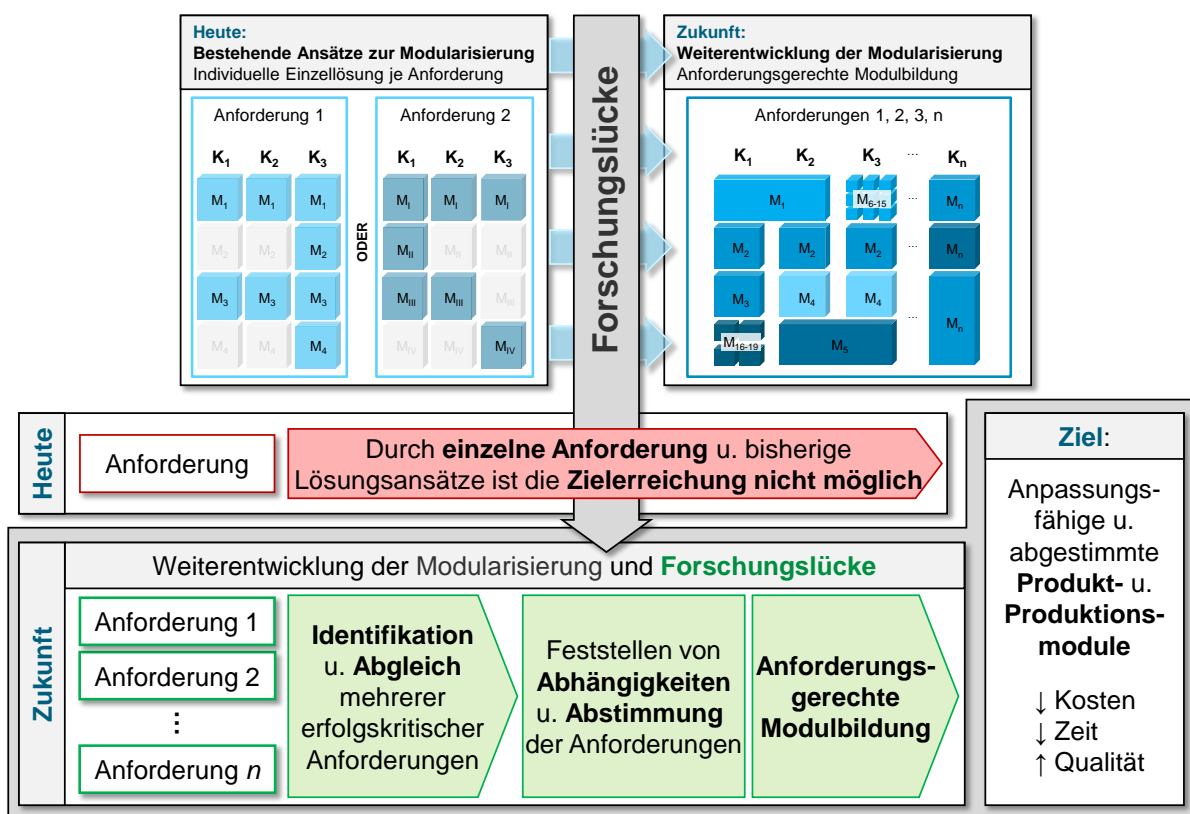 Heute:
Bestehende Ansätze zur Modularisierung
Individuelle Einzellösung je Anforderung
Anforderung 1
K1 K2 K3
M1 M1 M1
M2 M2 M2
M3 M3 M3
M4 M4 M4
ODER
Anforderung 2
K1 K2 K3
MI MI MI
MII MII MII
MIII MIII MIII
MIV MIV MIV
Forschungslücke
Zukunft:
Weiterentwicklung der Modularisierung
Anforderungsgerechte Modulbildung
Anforderungen 1, 2, 3, n
K1 K2 K3 ... Kn
M1 M6-15 ... Mn
M2 M2 M2 ... Mn
M3 M4 M4
M16-19 M5 ... Mn
Heute
Anforderung
Durch einzelne Anforderung u. bisherige
Lösungsansätze ist die Zielerreichung nicht möglich
Zukunft
Weiterentwicklung der Modularisierung und Forschungslücke
Anforderung 1
Anforderung 2
⋮
Anforderung n
Identifikation
u. Abgleich
mehrerer
erfolgskritischer
Anforderungen
Feststellen von
Abhängigkeiten
u. Abstimmung
der Anforderungen
Anforderungs-
gerechte
Modulbildung
Ziel:
Anpassungs-
fähige u.
abgestimmte
Produkt- u.
Produktions-
module
↓ Kosten
↓ Zeit
↑ Qualität